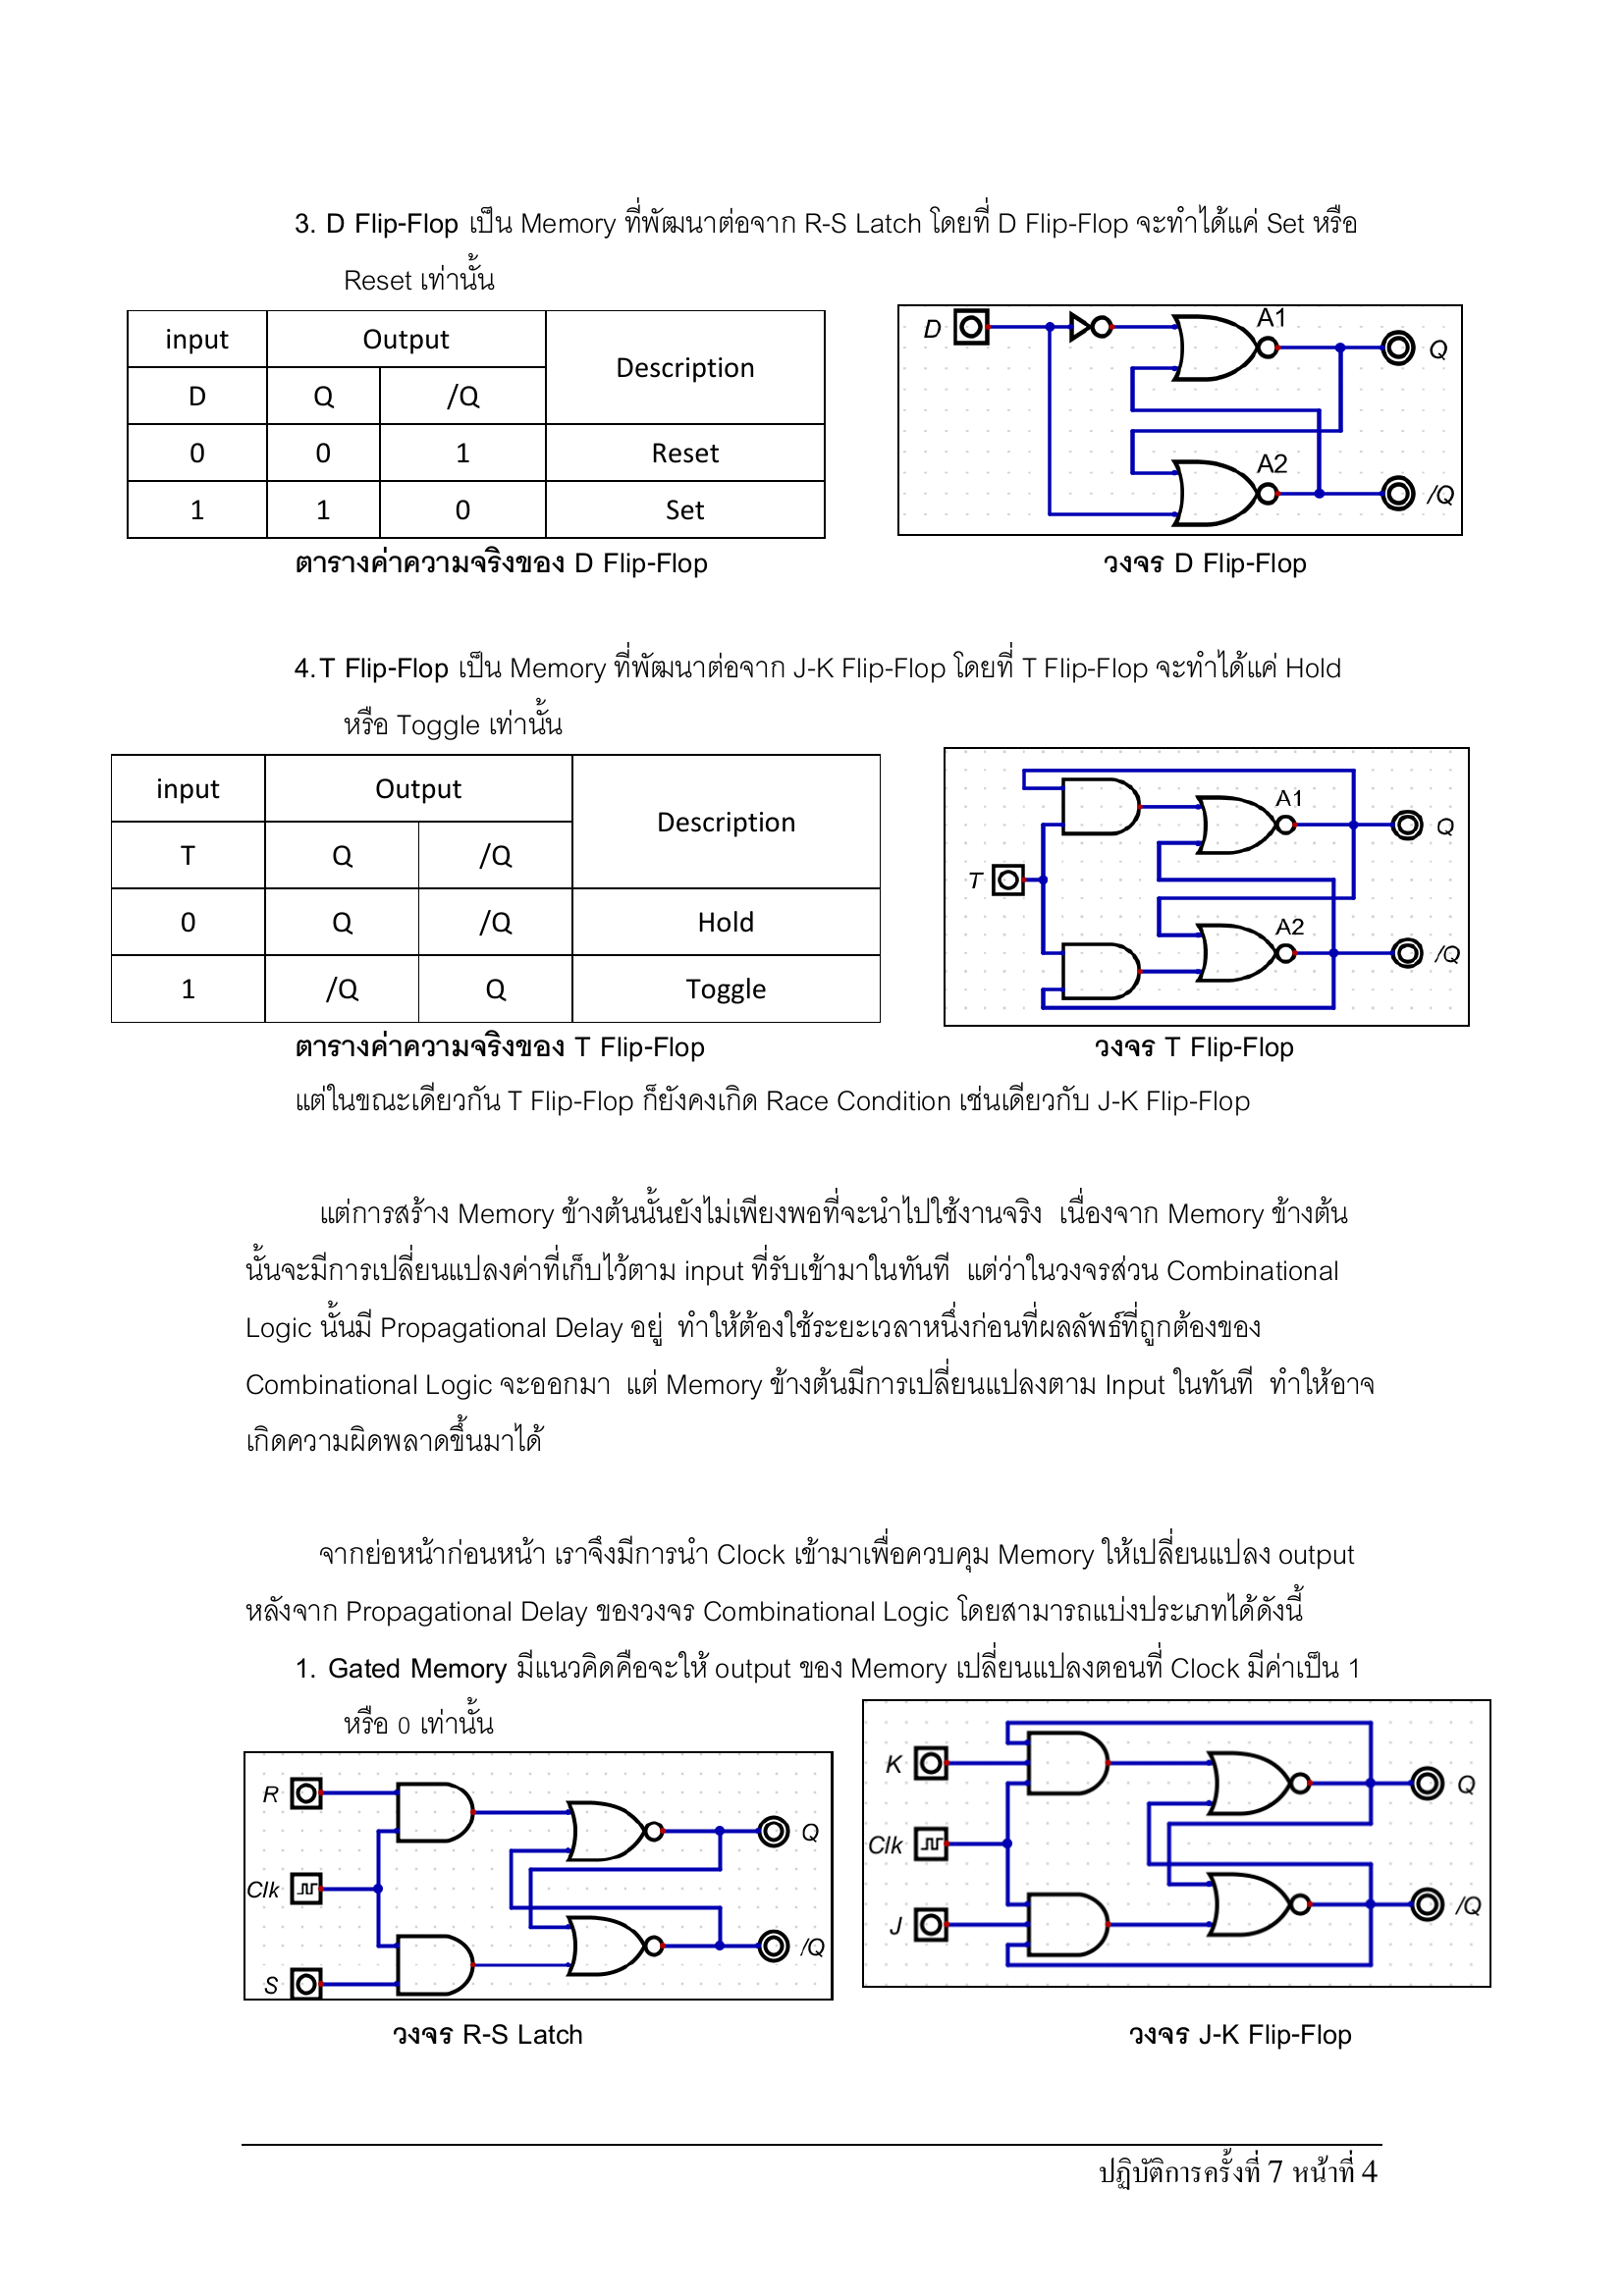 3. D Flip-Flop เป็น Memory ที่พัฒนาต่อจาก R-S Latch โดยที่ D Flip-Flop จะทำได้แค่ Set หรือ
Reset เท่านั้น
input Output Description
D Q /Q
0 0 1 Reset
1 1 0 Set
D A1 Q
A2 /Q
ตารางค่าความจริงของ D Flip-Flop วงจร D Flip-Flop
4. T Flip-Flop เป็น Memory ที่พัฒนาต่อจาก J-K Flip-Flop โดยที่ T Flip-Flop จะทำได้แค่ Hold
หรือ Toggle เท่านั้น
input Output Description
T Q /Q
0 Q /Q Hold
1 /Q Q Toggle
A1 Q
T
A2 /Q
ตารางค่าความจริงของ T Flip-Flop วงจร T Flip-Flop
แต่ในขณะเดียวกัน T Flip-Flop ก็ยังคงเกิด Race Condition เช่นเดียวกับ J-K Flip-Flop
แต่การสร้าง Memory ข้างต้นนั้นยังไม่เพียงพอที่จะนำไปใช้งานจริง เนื่องจาก Memory ข้างต้น
นั้นจะมีการเปลี่ยนแปลงค่าที่เก็บไว้ตาม input ที่รับเข้ามาในทันที แต่ว่าในวงจรส่วน Combinational
Logic นั้นมี Propagational Delay อยู่ ทำให้ต้องใช้ระยะเวลาหนึ่งก่อนที่ผลลัพธ์ที่ถูกต้องของ
Combinational Logic จะออกมา แต่ Memory ข้างต้นมีการเปลี่ยนแปลงตาม Input ในทันที ทำให้อาจ
เกิดความผิดพลาดขึ้นมาได้
จากย่อหน้าก่อนหน้า เราจึงมีการนำ Clock เข้ามาเพื่อควบคุม Memory ให้เปลี่ยนแปลง output
หลังจาก Propagational Delay ของวงจร Combinational Logic โดยสามารถแบ่งประเภทได้ดังนี้
1. Gated Memory มีแนวคิดคือจะให้ output ของ Memory เปลี่ยนแปลงตอนที่ Clock มีค่าเป็น 1
หรือ 0 เท่านั้น
R Q
Clk
S /Q
K Q
Clk
J /Q
วงจร R-S Latch วงจร J-K Flip-Flop
ปฏิบัติการครั้งที่ 7 หน้าที่ 4